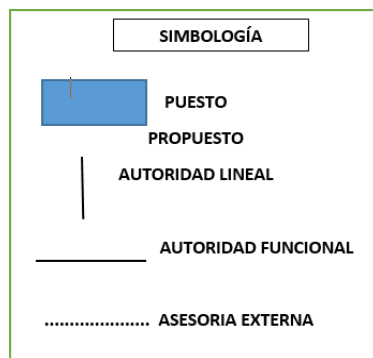 SIMBOLOGÍA
PUESTO
PROPUESTO
AUTORIDAD LINEAL
AUTORIDAD FUNCIONAL
ASESORIA EXTERNA